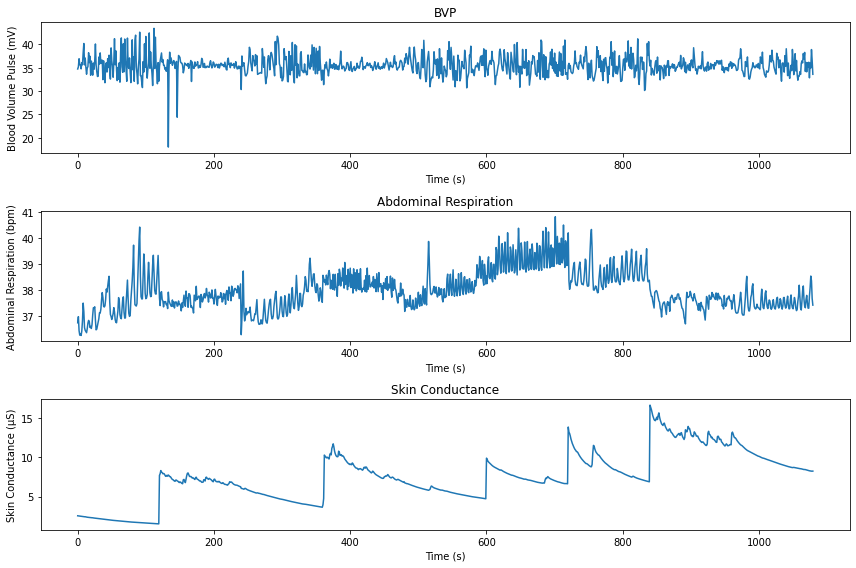 BVP
Blood Volume Pulse (mV)
40
35
30
25
20
0 200 400 600 800 1000
Time (s)
Abdominal Respiration
Abdominal Respiration (bpm)
41
40
39
38
37
0 200 400 600 800 1000
Time (s)
Skin Conductance
Skin Conductance (μS)
15
10
5
0 200 400 600 800 1000
Time (s)